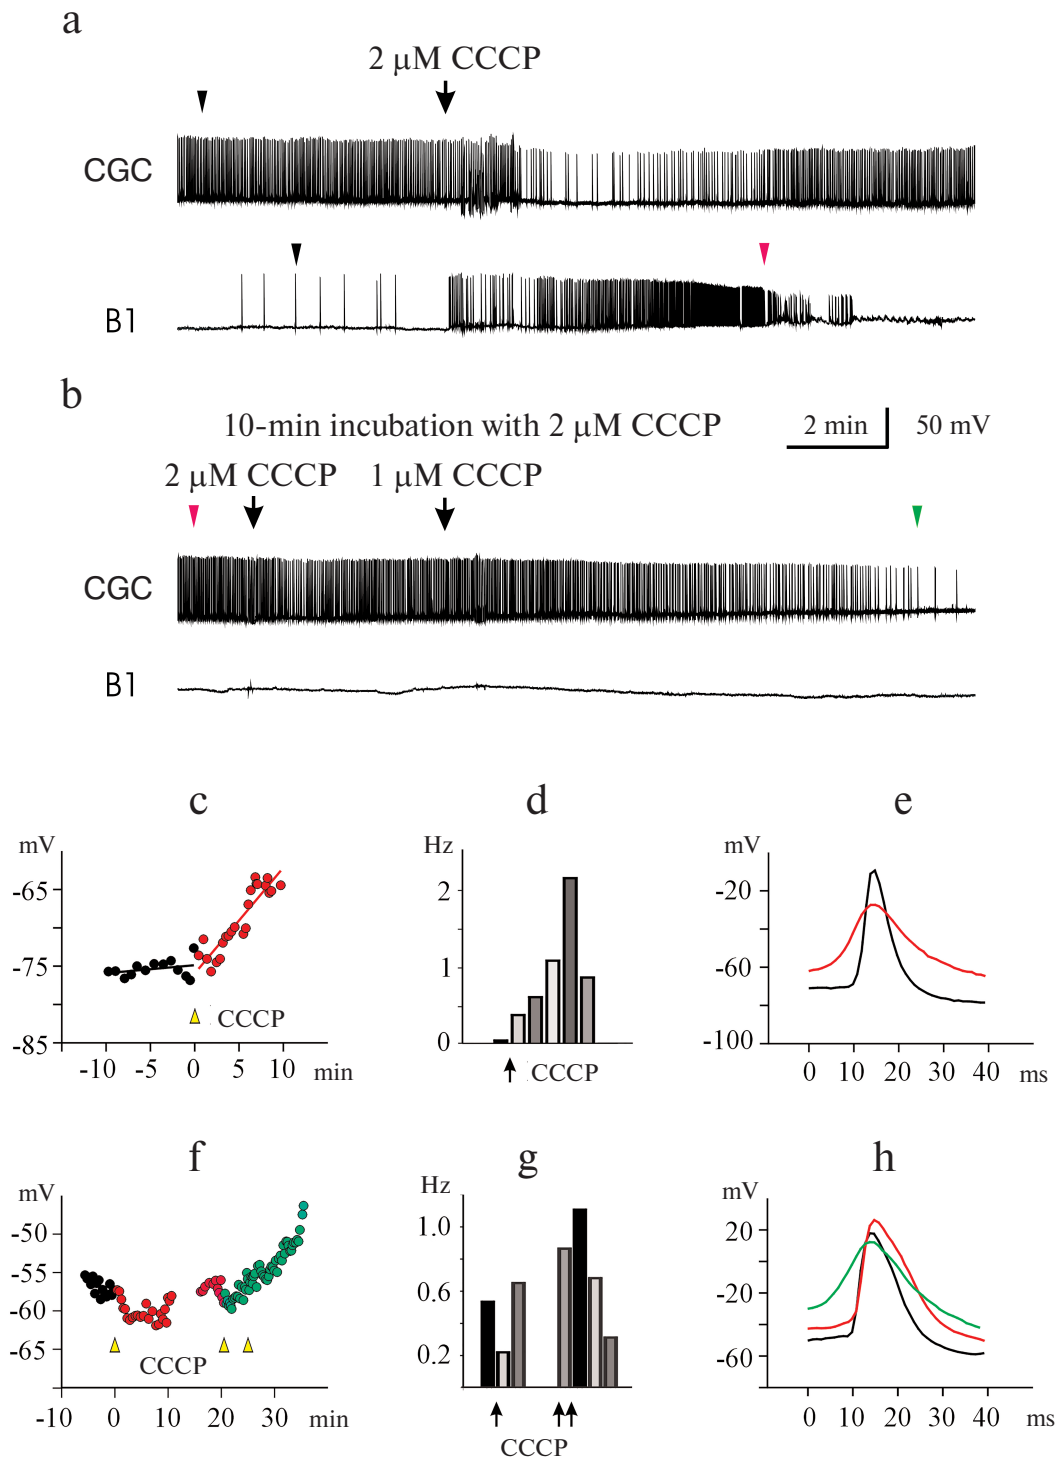 a
2 μM CCCP
CGC
B1
b
10-min incubation with 2 μM CCCP
2 min
50 mV
2 μM CCCP
1 μM CCCP
CGC
B1
c
d
e
mV
-65
-75
-85
-10
-5
0
5
10
min
CCCP
Hz
2
1
0
CCCP
mV
-20
-60
-100
0
10
20
30
40
ms
f
g
h
mV
-50
-55
-60
-65
-10
0
10
20
30
min
CCCP
Hz
1.0
0.6
0.2
CCCP
mV
20
-20
-60
0
10
20
30
40
ms